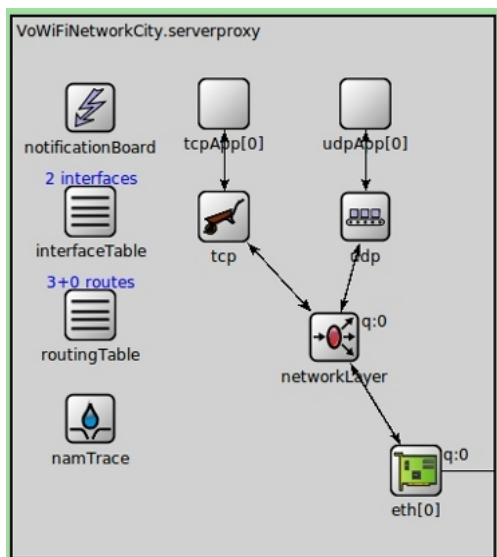 VoWiFiNetworkCity.serverproxy
notificationBoard
tcpApp[0]
udpApp[0]
2 interfaces
interfaceTable
tcp
udp
3+0 routes
routingTable
q:0
networkLayer
namTrace
q:0
eth[0]